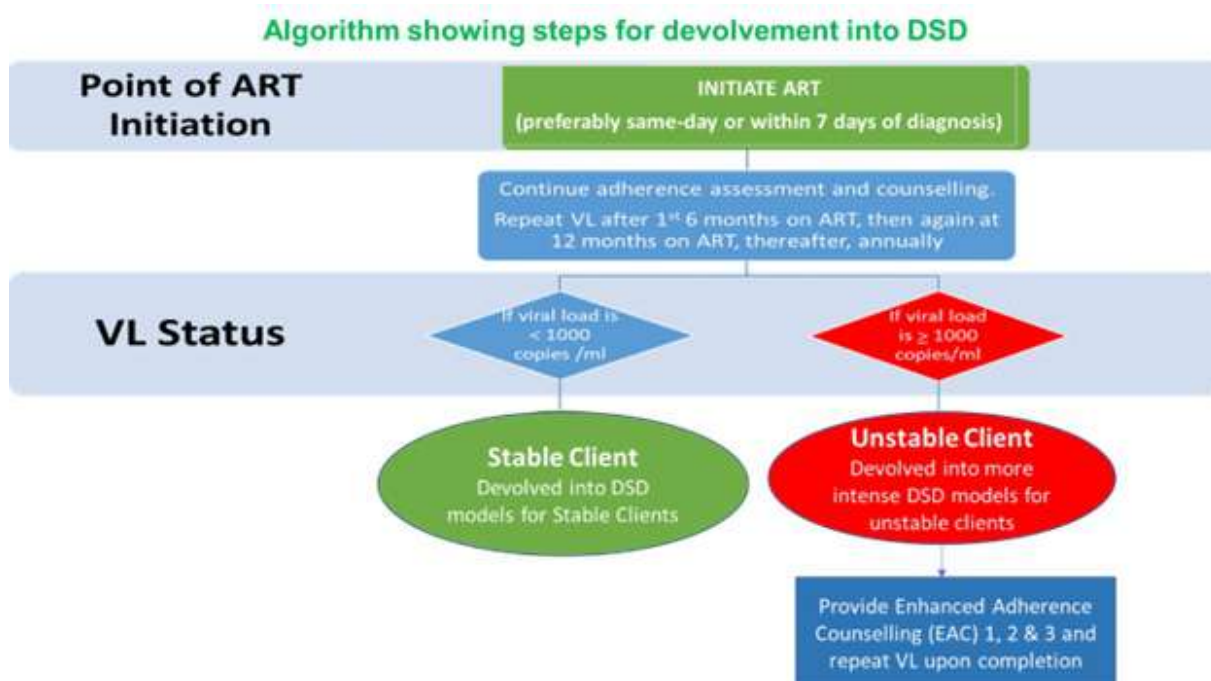 Algorithm showing steps for devolvement into DSD
Point of ART
Initiation
INITIATE ART
(preferably same-day or within 7 days of diagnosis)
Continue adherence assessment and counselling.
Repeat VL after 1st 6 months on ART, then again at
12 months on ART, thereafter, annually
VL Status
If viral load is
< 1000
copies /ml
If viral load
is ≥ 1000
copies/ml
Stable Client
Devolved into DSD
models for Stable Clients
Unstable Client
Devolved into more
intense DSD models for
unstable clients
Provide Enhanced Adherence
Counselling (EAC) 1, 2 & 3 and
repeat VL upon completion